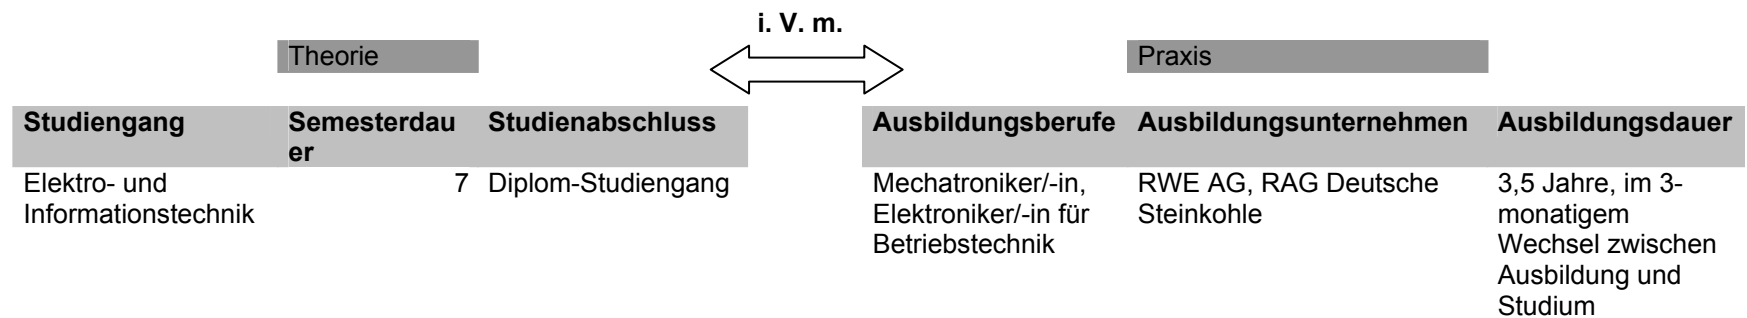 i. V. m.
Theorie
Praxis
Studiengang
Semesterdau
er
Studienabschluss
Ausbildungsberufe
Ausbildungsunternehmen
Ausbildungsdauer
Elektro- und
Informationstechnik
7
Diplom-Studiengang
Mechatroniker/-in,
Elektroniker/-in für
Betriebstechnik
RWE AG, RAG Deutsche
Steinkohle
3,5 Jahre, im 3-
monatigem
Wechsel zwischen
Ausbildung und
Studium